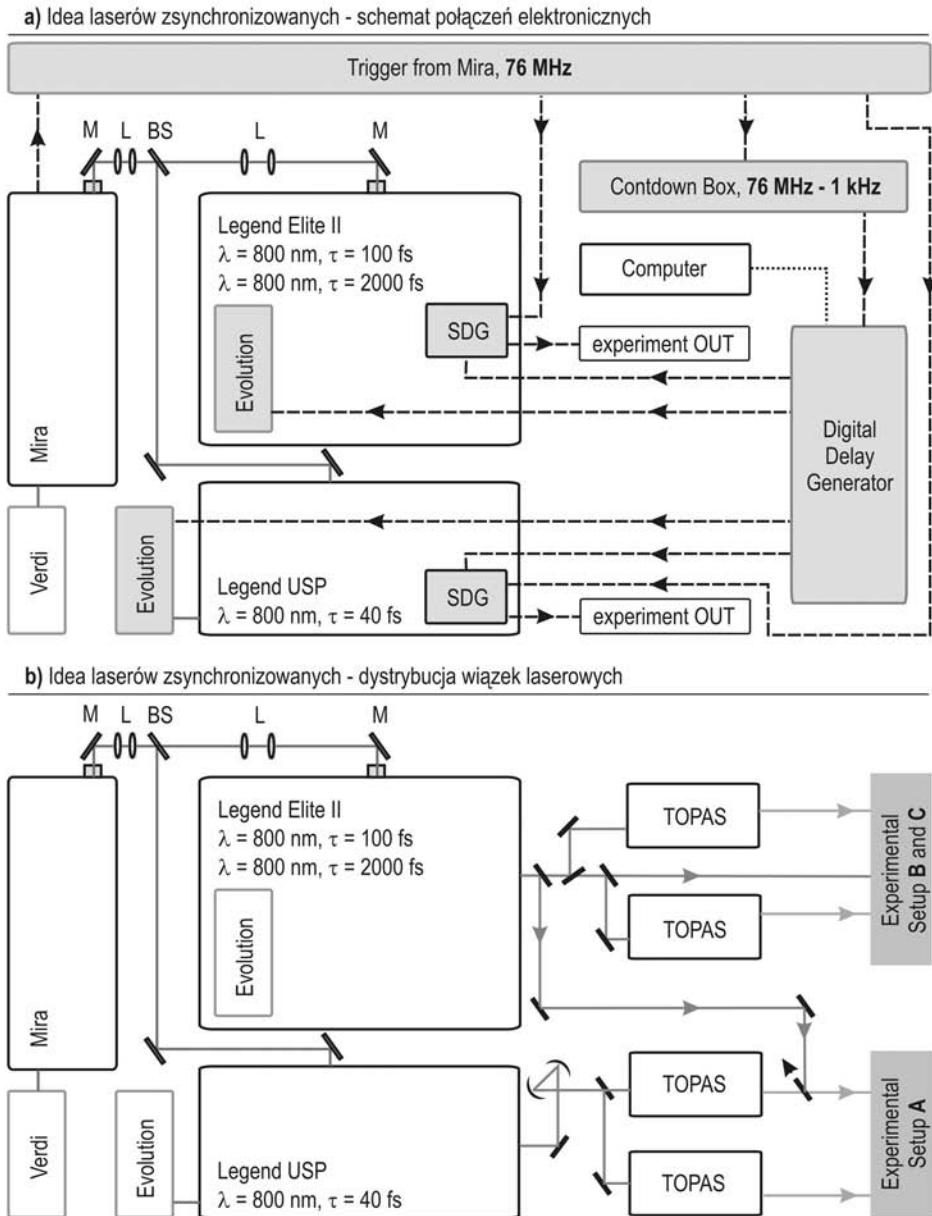 a) Idea laserów zsynchronizowanych - schemat połączeń elektronicznych
Trigger from Mira, 76 MHz
M
L
BS
L
M
Contdown Box, 76 MHz - 1 kHz
Legend Elite II
λ = 800 nm, τ = 100 fs
λ = 800 nm, τ = 2000 fs
Computer
SDG
experiment OUT
Evolution
Mira
Digital
Delay
Generator
Verdi
Evolution
Legend USP
λ = 800 nm, τ = 40 fs
SDG
experiment OUT
b) Idea laserów zsynchronizowanych - dystrybucja wiązek laserowych
M
L
BS
L
M
Legend Elite II
λ = 800 nm, τ = 100 fs
λ = 800 nm, τ = 2000 fs
TOPAS
Experimental
Setup B and C
TOPAS
Evolution
Mira
TOPAS
Experimental
Setup A
TOPAS
Verdi
Evolution
Legend USP
λ = 800 nm, τ = 40 fs